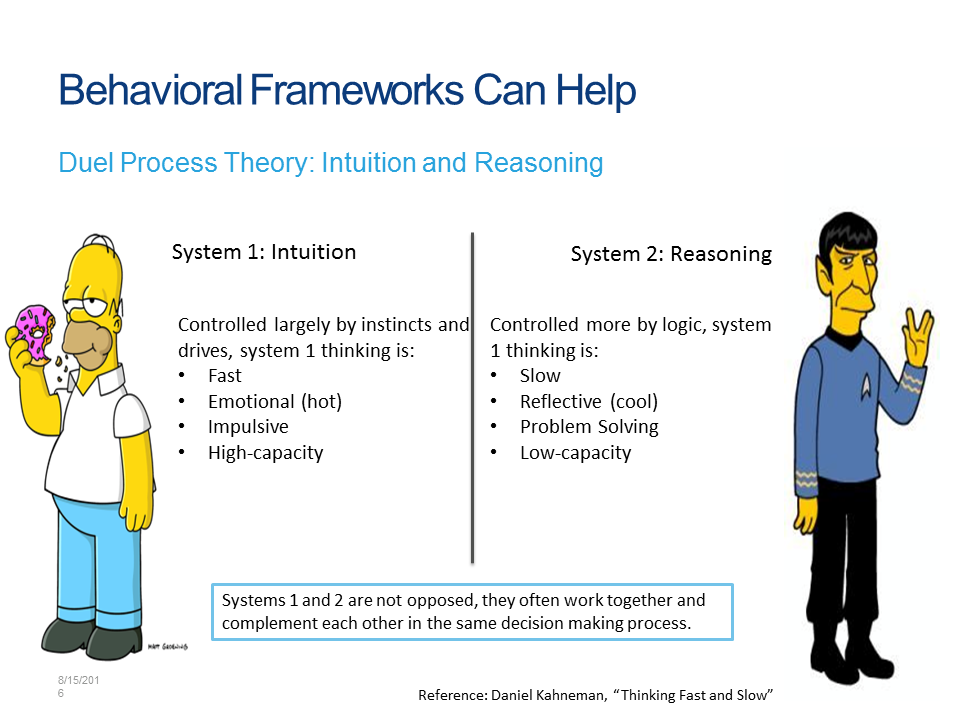 Behavioral Frameworks Can Help
Duel Process Theory: Intuition and Reasoning
System 1: Intuition
Controlled largely by instincts and
drives, system 1 thinking is:
• Fast
• Emotional (hot)
• Impulsive
• High-capacity
System 2: Reasoning
Controlled more by logic, system
1 thinking is:
• Slow
• Reflective (cool)
• Problem Solving
• Low-capacity
Systems 1 and 2 are not opposed, they often work together and
complement each other in the same decision making process.
MATT GROENING
8/15/201
6
Reference: Daniel Kahneman, “Thinking Fast and Slow”